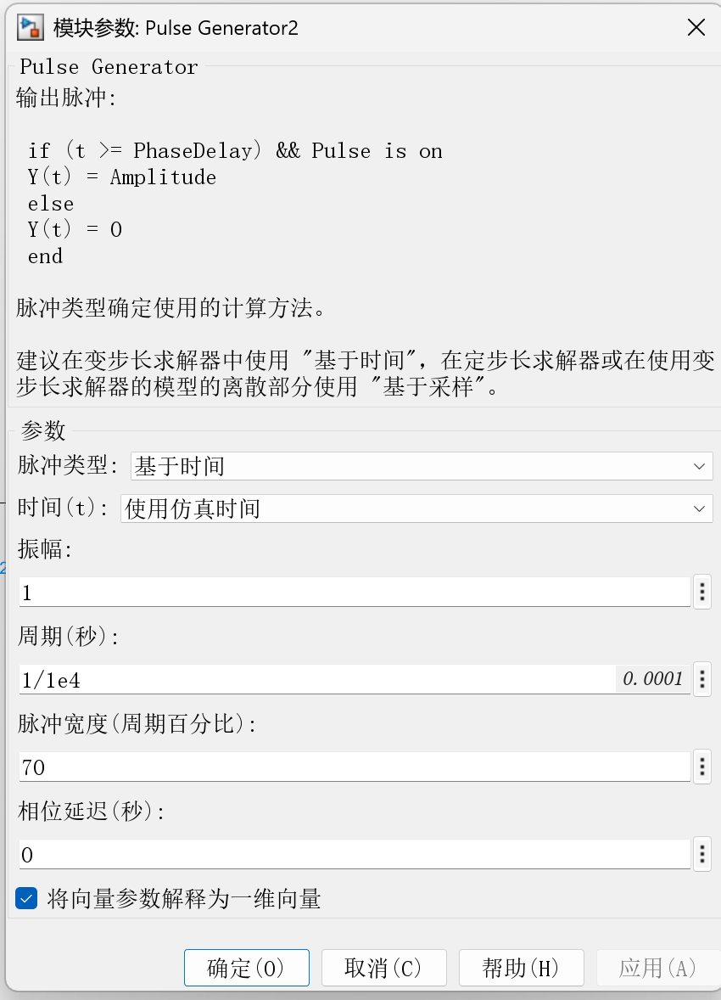 模块参数: Pulse Generator2
Pulse Generator
输出脉冲:
if (t >= PhaseDelay) && Pulse is on
Y(t) = Amplitude
else
Y(t) = 0
end
脉冲类型确定使用的计算方法。
建议在变步长求解器中使用 "基于时间"，在定步长求解器或在使用变
步长求解器的模型的离散部分使用 "基于采样"。
参数
脉冲类型: 基于时间
时间(t): 使用仿真时间
振幅:
1
周期(秒):
1/1e4 0.0001
脉冲宽度(周期百分比):
70
相位延迟(秒):
0
将向量参数解释为一维向量
确定(O) 取消(C) 帮助(H) 应用(A)
2